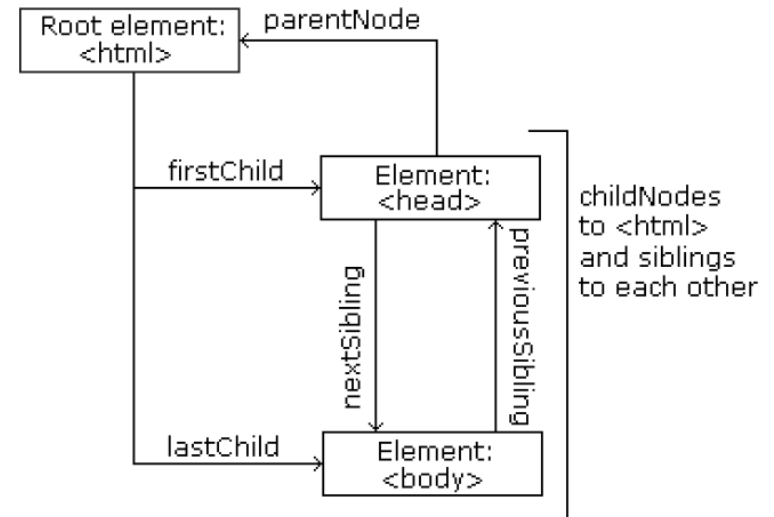 Root element:
<html>
parentNode
firstChild
Element:
<head>
childNodes
to <html>
and siblings
to each other
nextSibling
previousSibling
lastChild
Element:
<body>